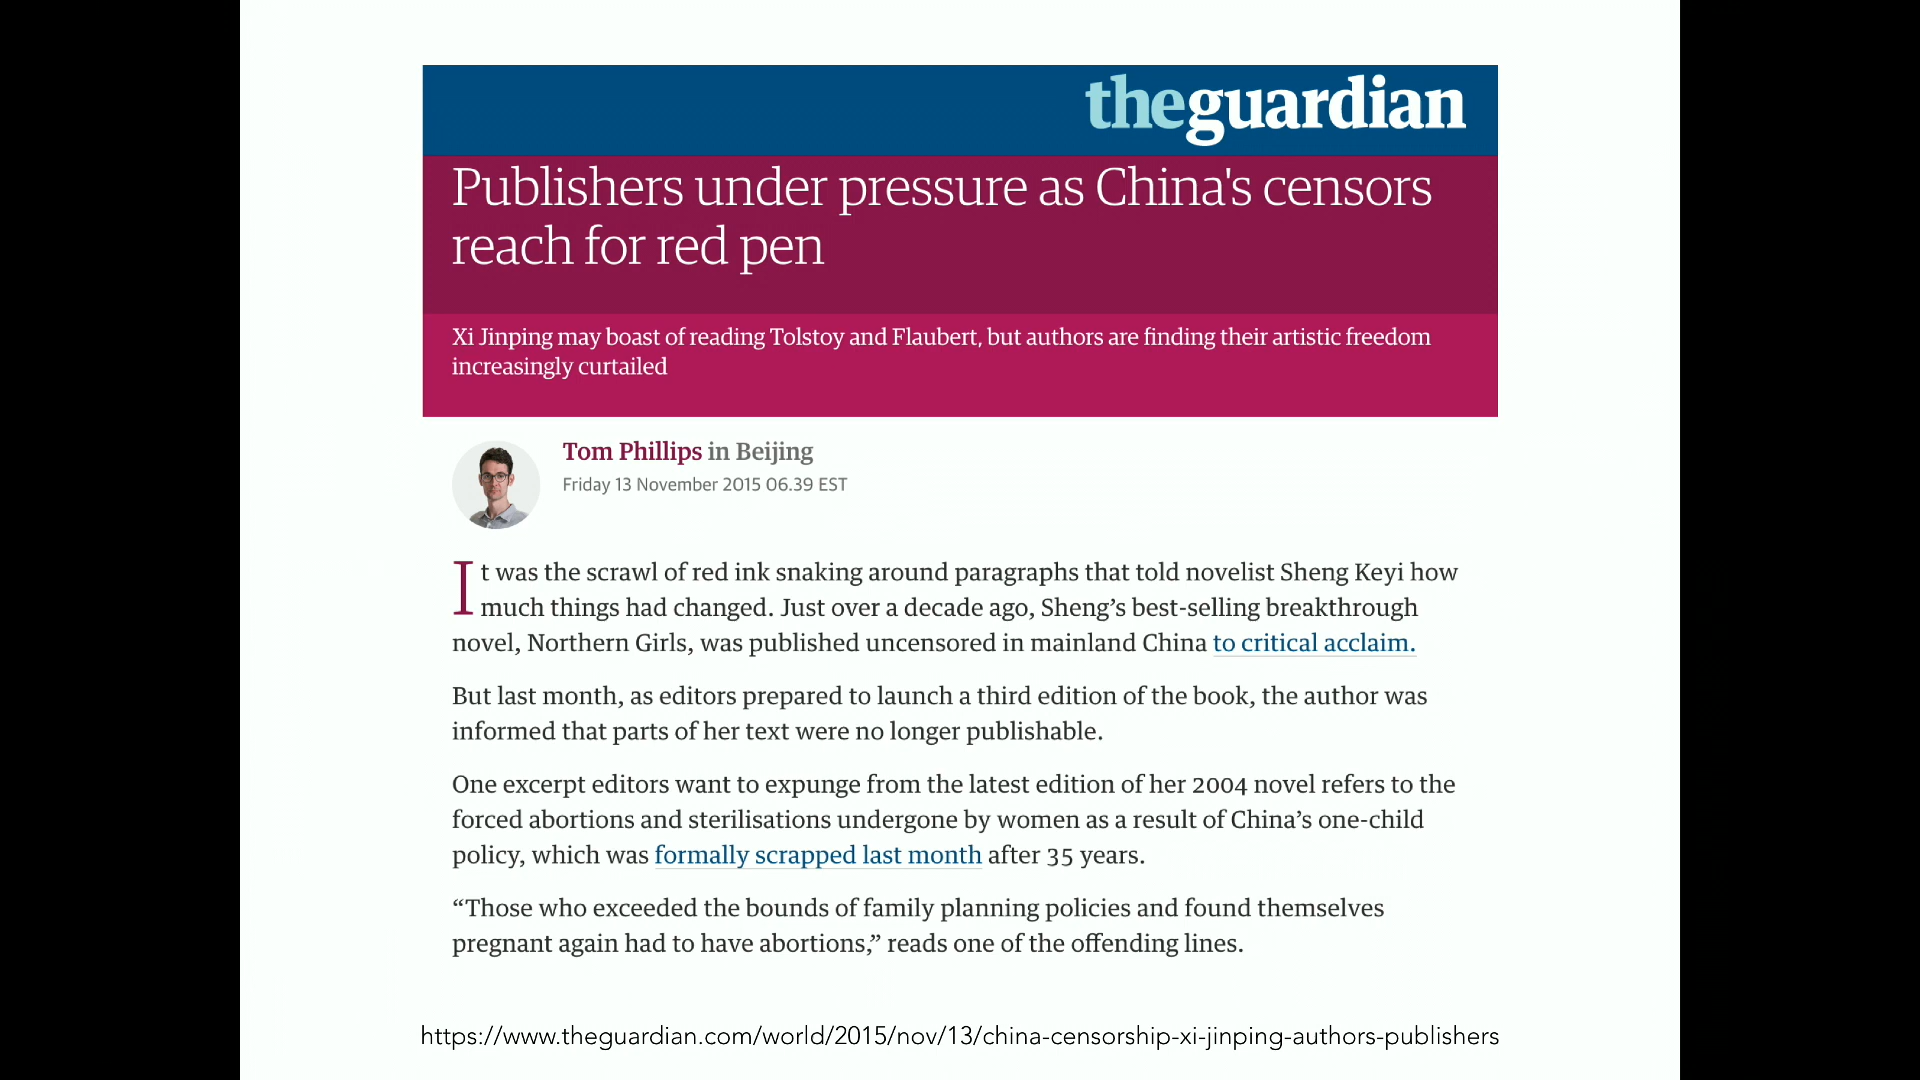 theguardian
Publishers under pressure as China's censors
reach for red pen
Xi Jinping may boast of reading Tolstoy and Flaubert, but authors are finding their artistic freedom
increasingly curtailed
Tom Phillips in Beijing
Friday 13 November 2015 06.39 EST
It was the scrawl of red ink snaking around paragraphs that told novelist Sheng Keyi how
much things had changed. Just over a decade ago, Sheng’s best-selling breakthrough
novel, Northern Girls, was published uncensored in mainland China to critical acclaim.
But last month, as editors prepared to launch a third edition of the book, the author was
informed that parts of her text were no longer publishable.
One excerpt editors want to expunge from the latest edition of her 2004 novel refers to the
forced abortions and sterilisations undergone by women as a result of China’s one-child
policy, which was formally scrapped last month after 35 years.
“Those who exceeded the bounds of family planning policies and found themselves
pregnant again had to have abortions,” reads one of the offending lines.
https://www.theguardian.com/world/2015/nov/13/china-censorship-xi-jinping-authors-publishers